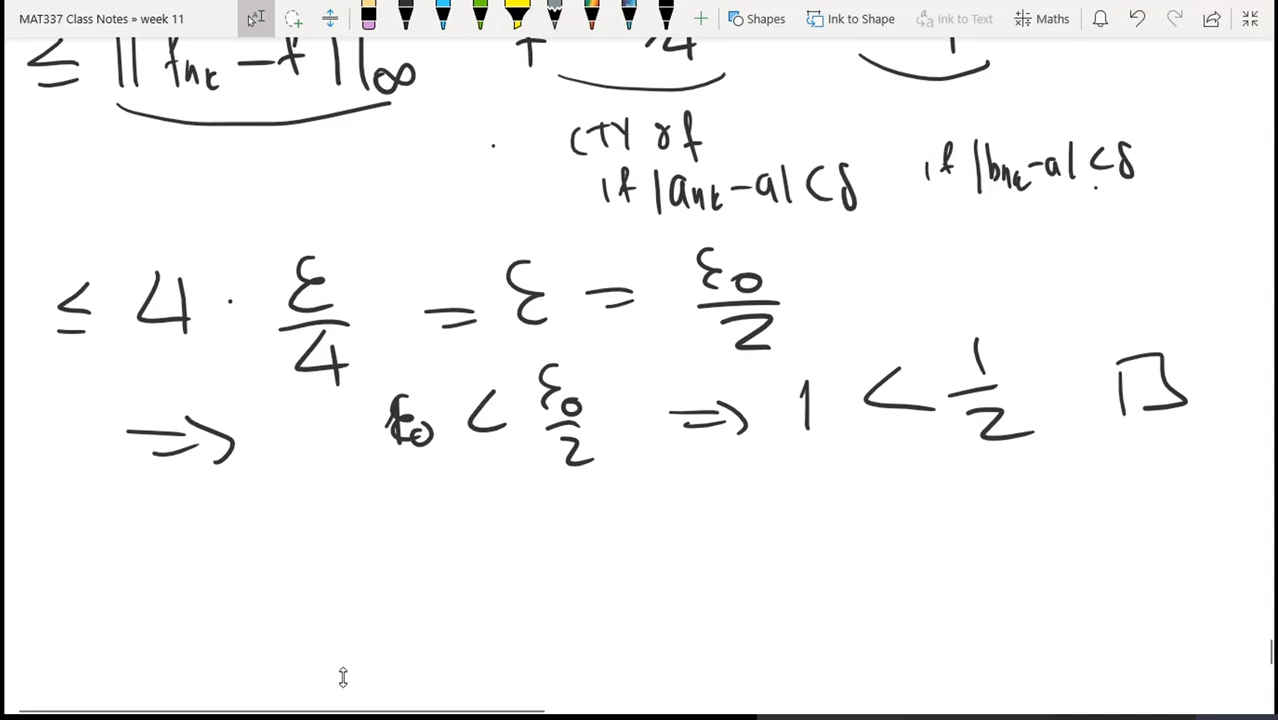 MAT337 Class Notes » week 11
Shapes
Ink to Shape
Ink to Text
Maths
≤ ||f_{n_k} − f||_∞ +
CTY of f
if |a_{n_k} − a| < δ
if |b_{n_k} − a| < δ
≤ 4 · ε/4 = ε = ε₀/2
⇒ ε₀ < ε₀/2 ⇒ 1 < 1/2 □